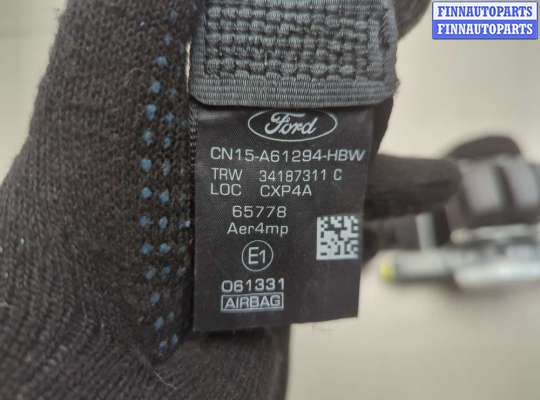 FINNAUTOPARTS
FINNAUTOPARTS
Ford
CN15-A61294-HBW
TRW 34187311 C
LOC CXP4A
65778
Aer4mp
E1
061331
AIRBAG